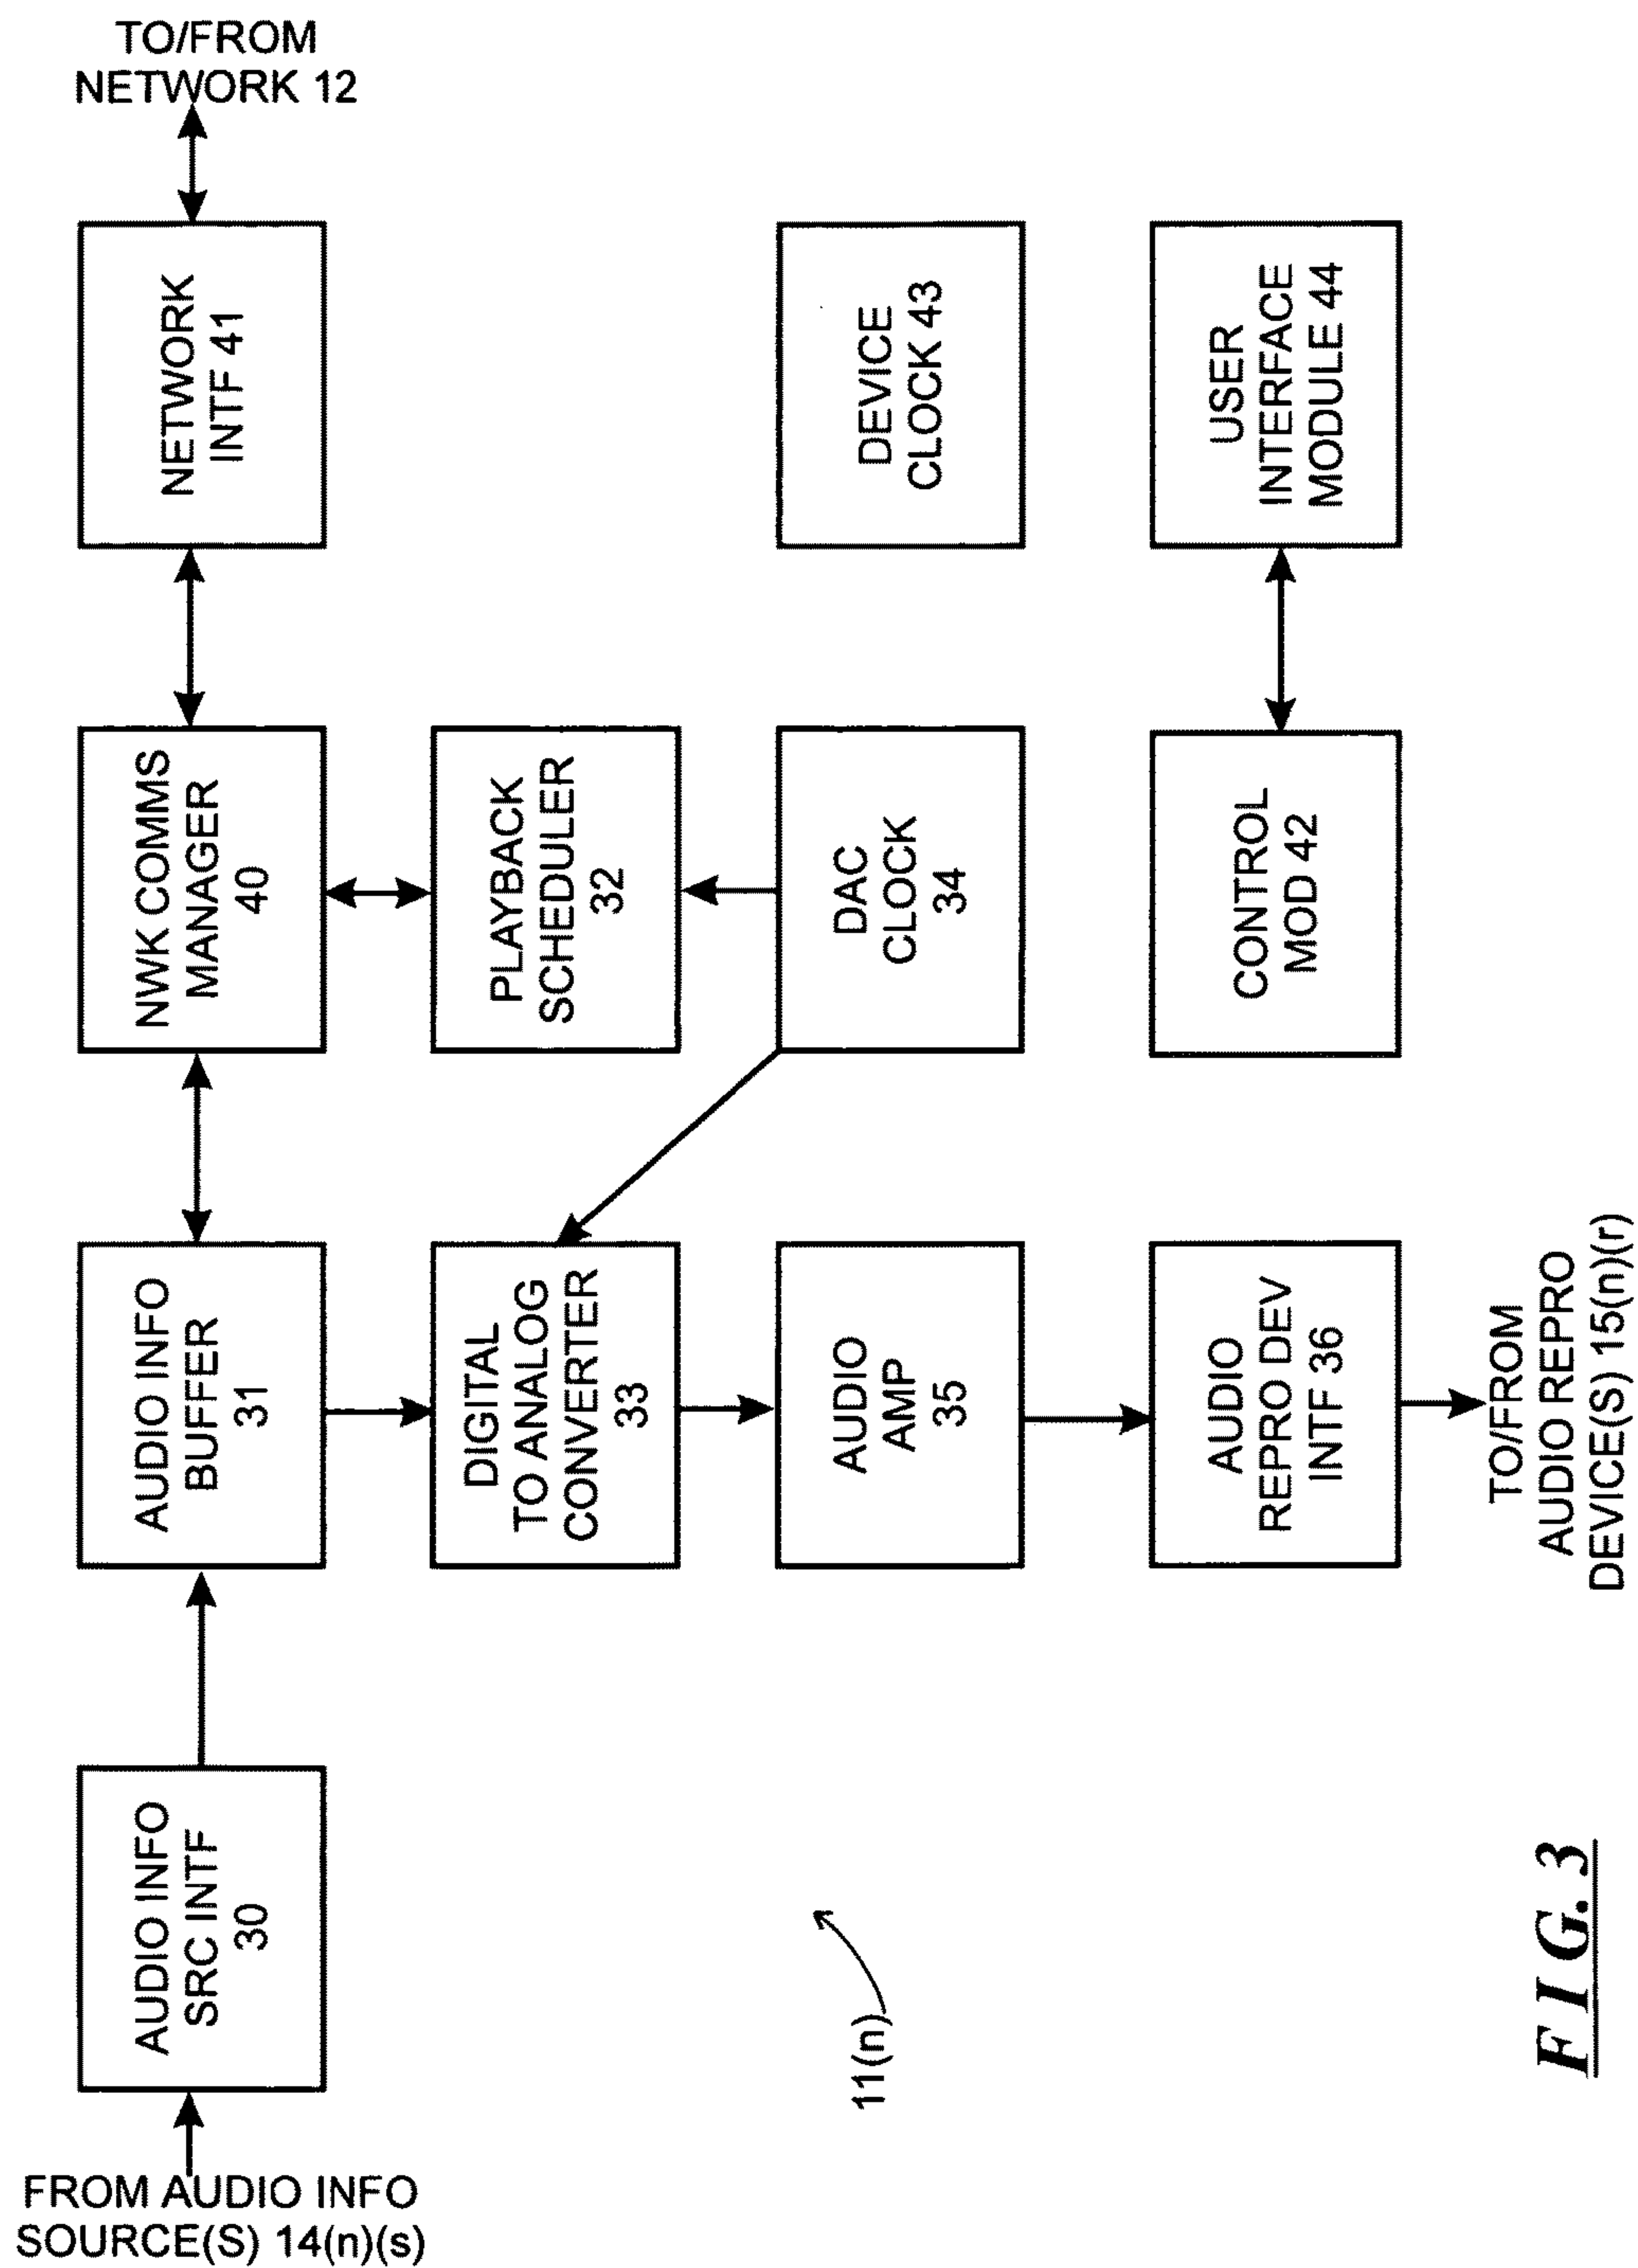 TO/FROM
NETWORK 12
NETWORK
INTF 41
DEVICE
CLOCK 43
USER
INTERFACE
MODULE 44
NWK COMMS
MANAGER
40
PLAYBACK
SCHEDULER
32
DAC
CLOCK
34
CONTROL
MOD 42
AUDIO INFO
BUFFER
31
DIGITAL
TO ANALOG
CONVERTER
33
AUDIO
AMP
35
AUDIO
REPRO DEV
INTF 36
TO/FROM
AUDIO REPRO
DEVICE(S) 15(n)(r)
AUDIO INFO
SRC INTF
30
11(n)
FROM AUDIO INFO
SOURCE(S) 14(n)(s)
FIG. 3